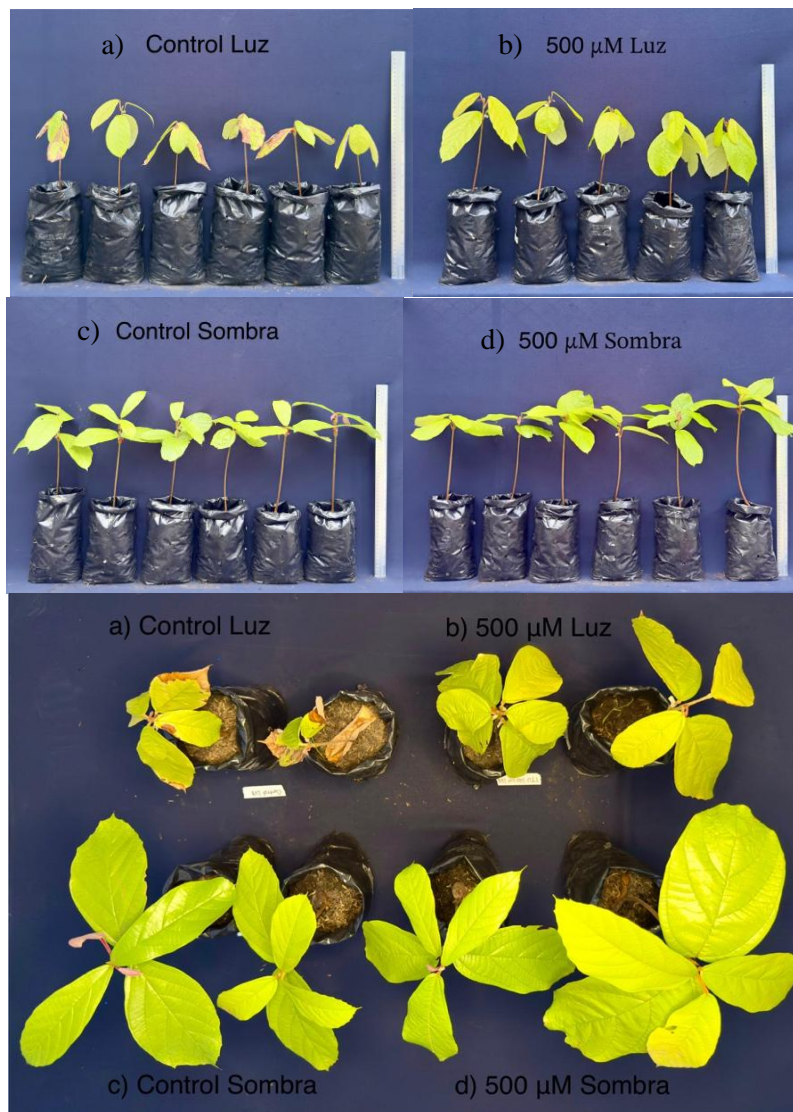 a) Control Luz
b) 500 µM Luz
c) Control Sombra
d) 500 µM Sombra
a) Control Luz
b) 500 µM Luz
c) Control Sombra
d) 500 µM Sombra